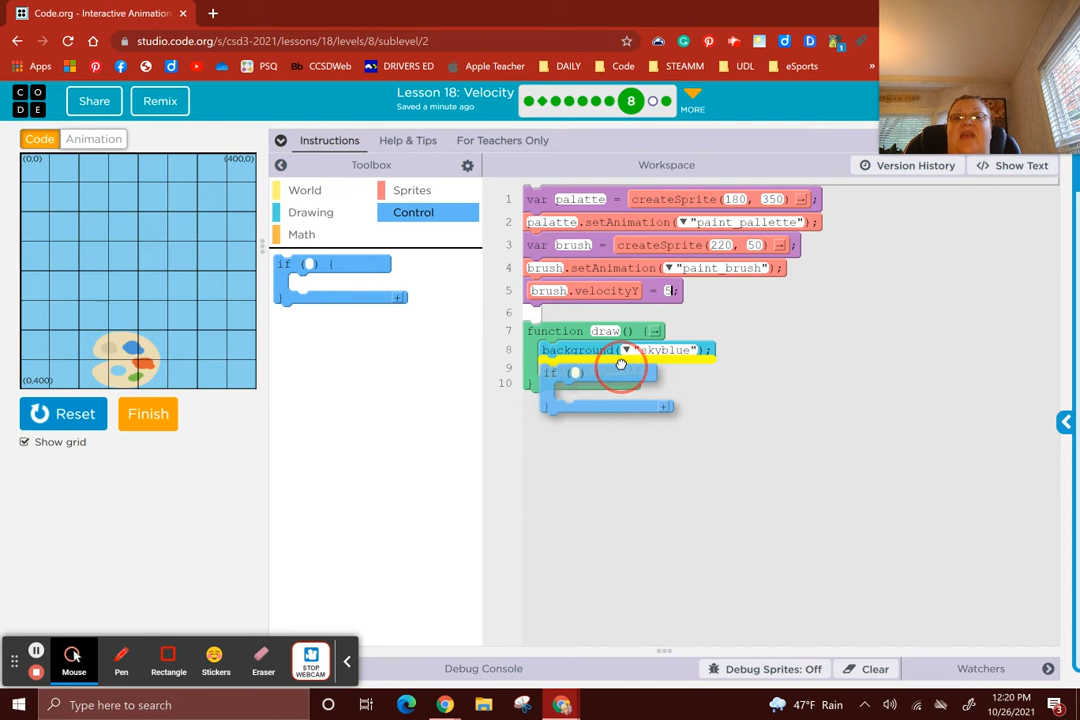 Code.org - Interactive Animation
studio.code.org/s/csd3-2021/lessons/18/levels/8/sublevel/2
Apps
PSQ
Bb CCSDWeb
DRIVERS ED
Apple Teacher
DAILY
Code
STEAMM
UDL
eSports
»
C O
D E
Share
Remix
Lesson 18: Velocity
Saved a minute ago
8
MORE
Code
Animation
Instructions
Help & Tips
For Teachers Only
Toolbox
Workspace
Version History
</> Show Text
(0,0)
(400,0)
(0,400)
World
Sprites
Drawing
Control
Math
if () {
}
1 var palatte = createSprite(180, 350);
2 palatte.setAnimation("paint_pallette");
3 var brush = createSprite(220, 50);
4 brush.setAnimation("paint_brush");
5 brush.velocityY = 5;
6
7 function draw() {
8 background("skyblue");
9
if ()
}
10 }
Reset
Finish
Show grid
Mouse
Pen
Rectangle
Stickers
Eraser
STOP WEBCAM
Debug Console
Debug Sprites: Off
Clear
Watchers
Type here to search
47°F Rain
12:20 PM
10/26/2021
3